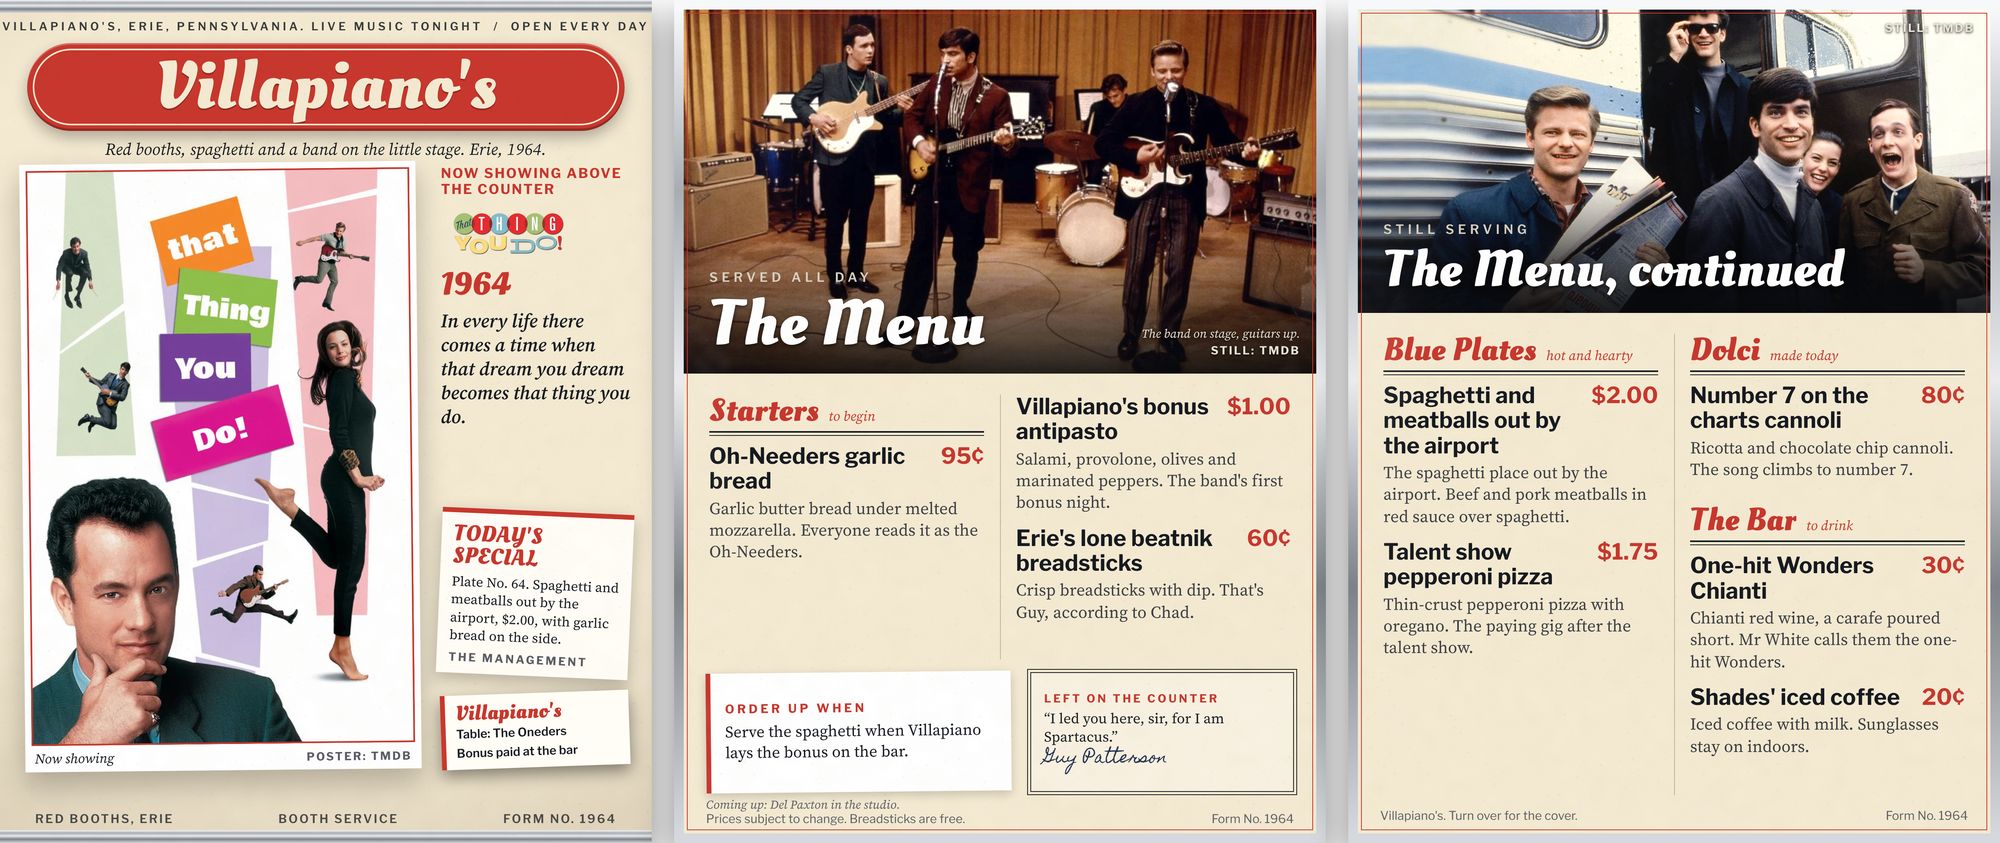 VILLAPIANO'S, ERIE, PENNSYLVANIA. LIVE MUSIC TONIGHT / OPEN EVERY DAY
Villapiano's
Red booths, spaghetti and a band on the little stage. Erie, 1964.
that
Thing
You
Do!
Now showing
POSTER: TMDB
NOW SHOWING ABOVE
THE COUNTER
That THING
YOU DO!
1964
In every life there
comes a time when
that dream you dream
becomes that thing you
do.
TODAY'S
SPECIAL
Plate No. 64. Spaghetti and
meatballs out by the
airport, $2.00, with garlic
bread on the side.
THE MANAGEMENT
Villapiano's
Table: The Oneders
Bonus paid at the bar
RED BOOTHS, ERIE
BOOTH SERVICE
FORM NO. 1964
SERVED ALL DAY
The Menu
The band on stage, guitars up.
STILL: TMDB
Starters to begin
Oh-Needers garlic 95¢
bread
Garlic butter bread under melted
mozzarella. Everyone reads it as the
Oh-Needers.
Villapiano's bonus $1.00
antipasto
Salami, provolone, olives and
marinated peppers. The band's first
bonus night.
Erie's lone beatnik 60¢
breadsticks
Crisp breadsticks with dip. That's
Guy, according to Chad.
ORDER UP WHEN
Serve the spaghetti when Villapiano
lays the bonus on the bar.
LEFT ON THE COUNTER
“I led you here, sir, for I am
Spartacus.”
Guy Patterson
Coming up: Del Paxton in the studio.
Prices subject to change. Breadsticks are free.
Form No. 1964
STILL: TMDB
STILL SERVING
The Menu, continued
Blue Plates hot and hearty
Spaghetti and $2.00
meatballs out by
the airport
The spaghetti place out by the
airport. Beef and pork meatballs in
red sauce over spaghetti.
Talent show $1.75
pepperoni pizza
Thin-crust pepperoni pizza with
oregano. The paying gig after the
talent show.
Dolci made today
Number 7 on the 80¢
charts cannoli
Ricotta and chocolate chip cannoli.
The song climbs to number 7.
The Bar to drink
One-hit Wonders 30¢
Chianti
Chianti red wine, a carafe poured
short. Mr White calls them the one-
hit Wonders.
Shades' iced coffee 20¢
Iced coffee with milk. Sunglasses
stay on indoors.
Villapiano's. Turn over for the cover.
Form No. 1964